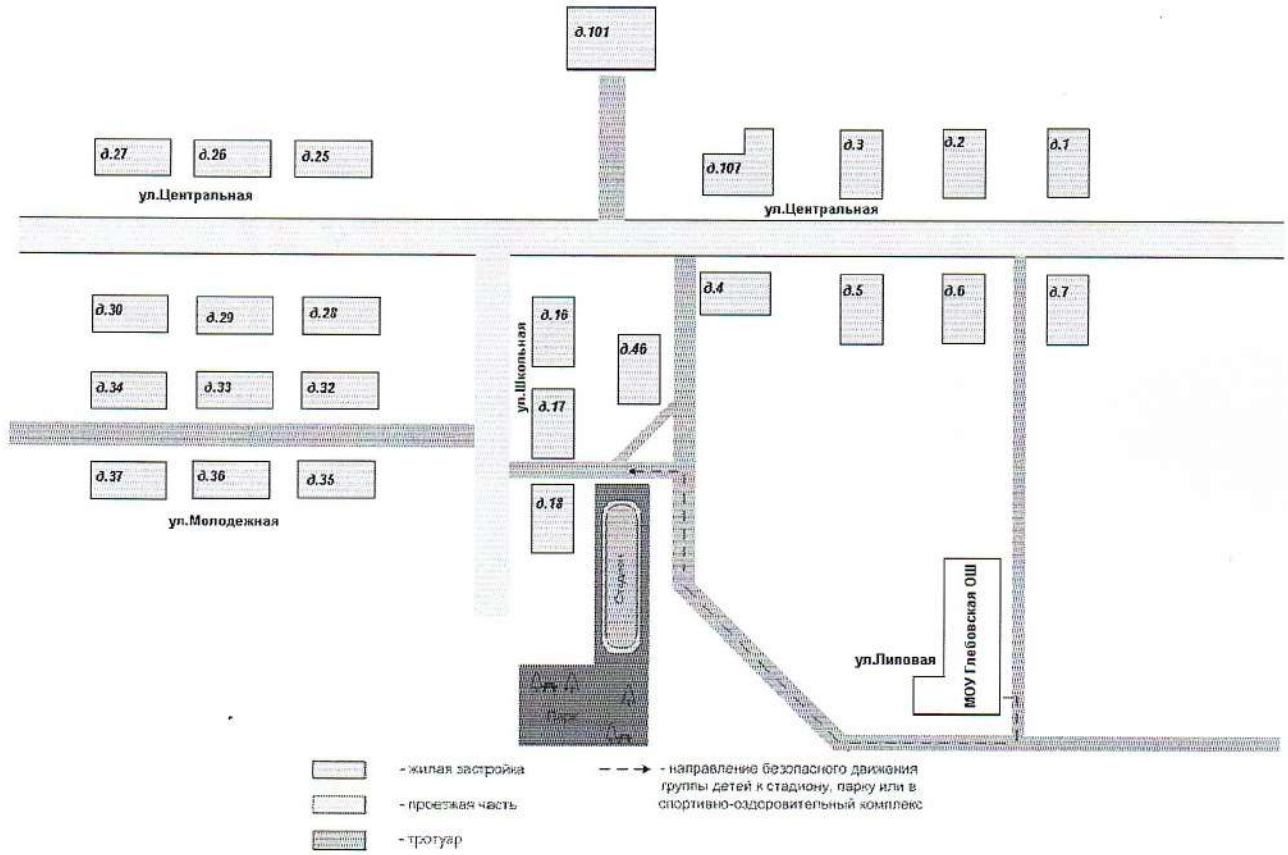 д.101
д.27
д.26
д.25
д.107
д.3
д.2
д.1
ул.Центральная
ул.Центральная
д.30
д.29
д.28
д.16
д.46
д.4
д.5
д.6
д.7
ул.Школьная
д.34
д.33
д.32
д.17
д.37
д.36
д.35
д.18
ул.Молодежная
Стадион
Парк
ул.Липовая
МОУ Глебовская ОШ
- жилая застройка
- проезжая часть
- тротуар
- направление безопасного движения
группы детей к стадиону, парку или в
спортивно-оздоровительный комплекс